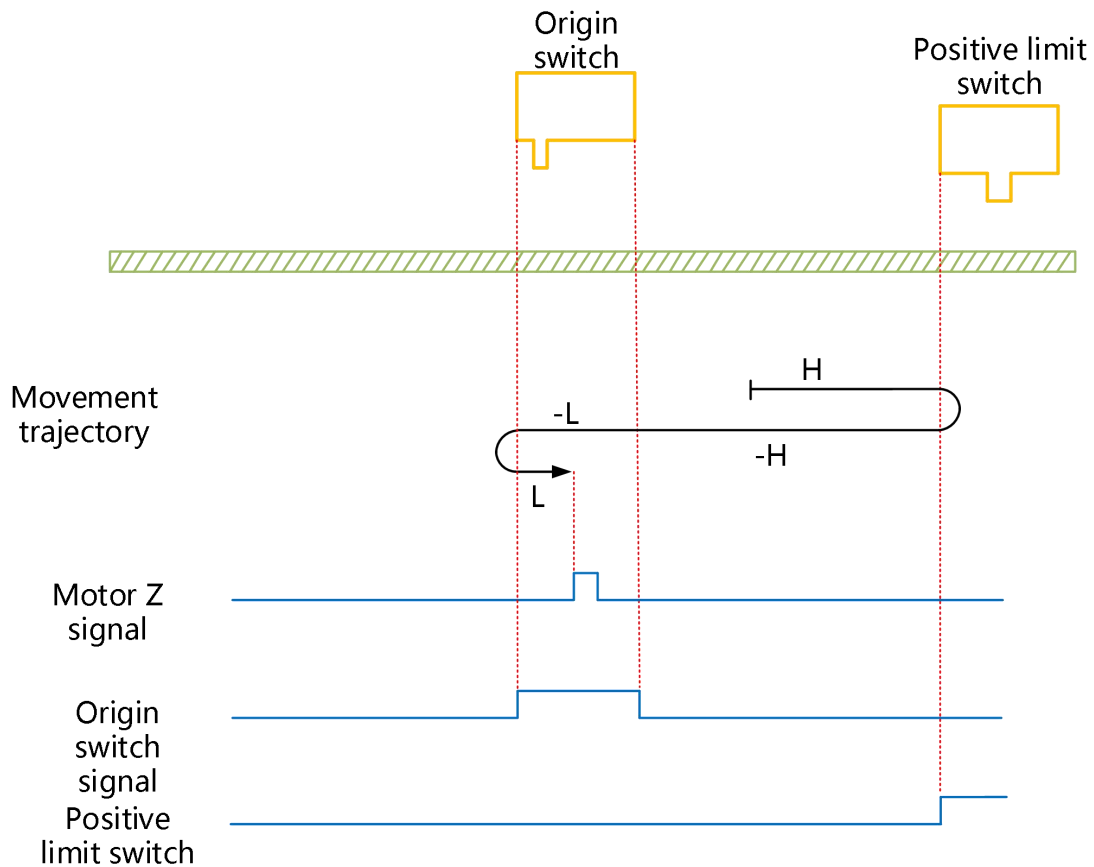 Origin
switch
Positive limit
switch
Movement
trajectory
H
-L
-H
L
Motor Z
signal
Origin
switch
signal
Positive
limit switch